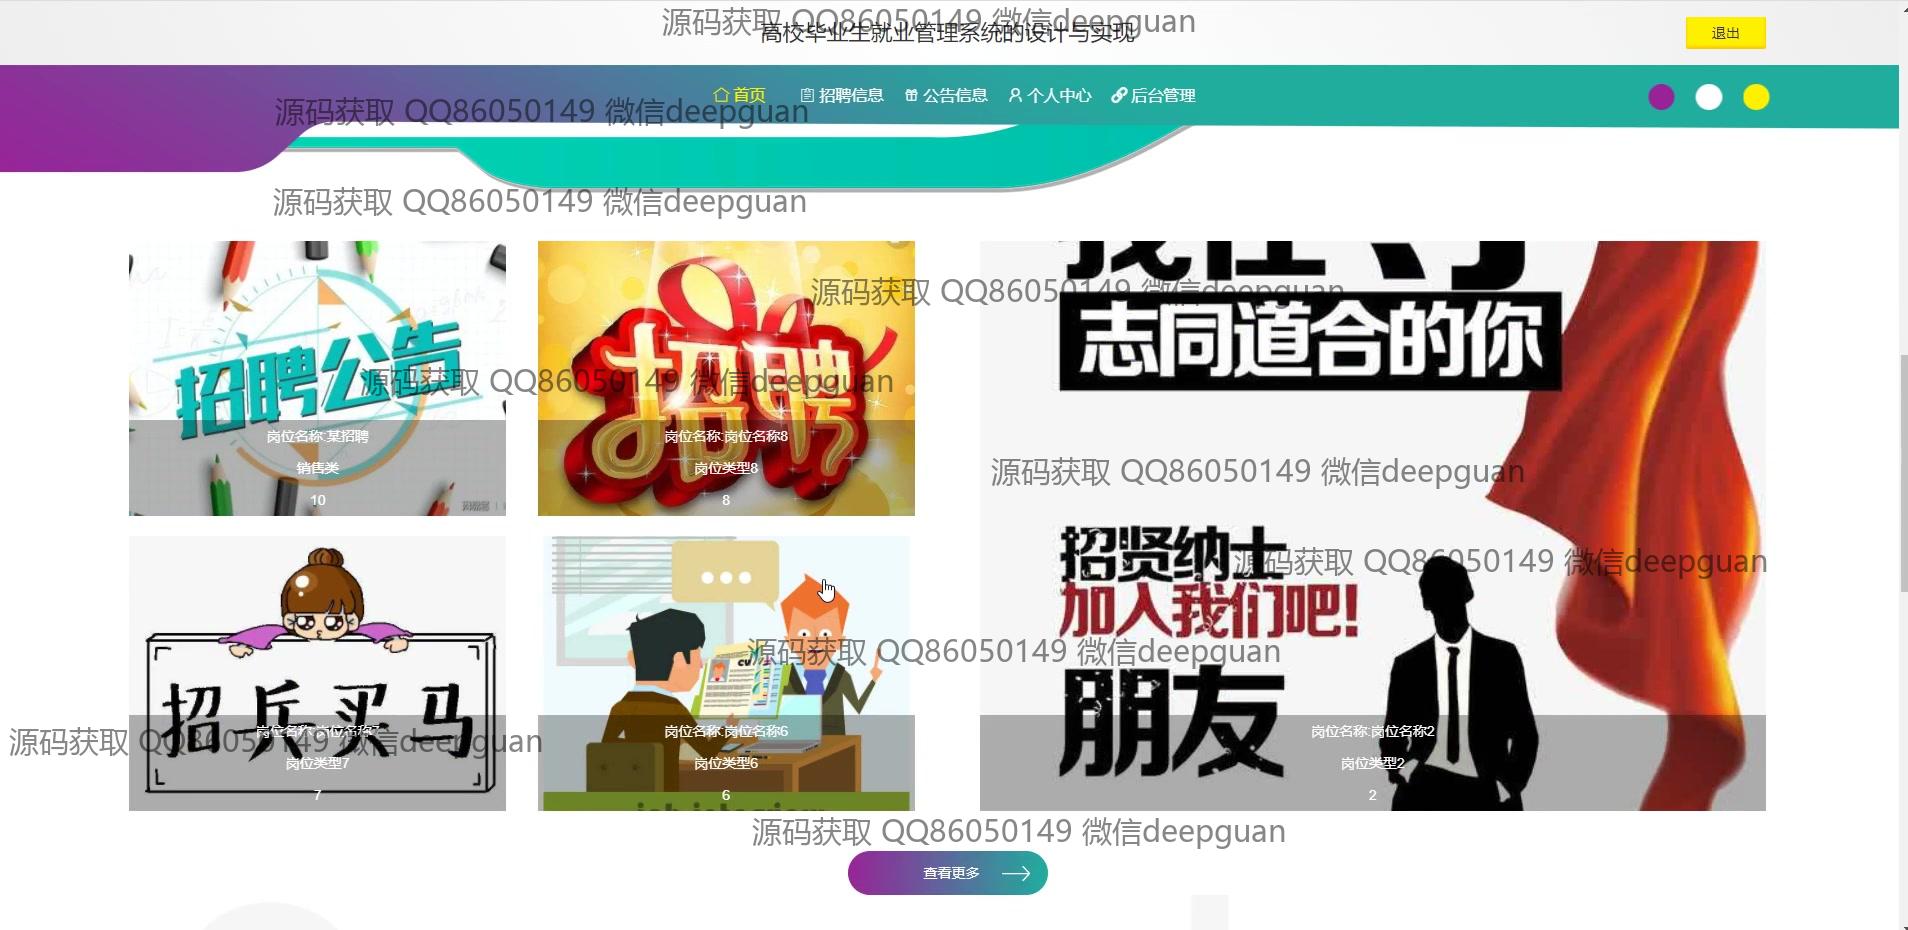 源码获取 QQ86050149 微信deepguan
高校毕业生就业管理系统的设计与实现
退出
首页
招聘信息
公告信息
个人中心
后台管理
源码获取 QQ86050149 微信deepguan
源码获取 QQ86050149 微信deepguan
招聘公告
岗位名称:某招聘
销售类
10
招聘
岗位名称:岗位名称8
岗位类型8
8
源码获取 QQ86050149 微信deepguan
源码获取 QQ86050149 微信deepguan
志同道合的你
源码获取 QQ86050149 微信deepguan
招贤纳士
加入我们吧!
朋友
源码获取 QQ86050149 微信deepguan
岗位名称:岗位名称2
岗位类型2
2
招兵买马
岗位名称:岗位名称7
岗位类型7
7
CV
源码获取 QQ86050149 微信deepguan
岗位名称:岗位名称6
岗位类型6
6
源码获取 QQ86050149 微信deepguan
源码获取 QQ86050149 微信deepguan
查看更多